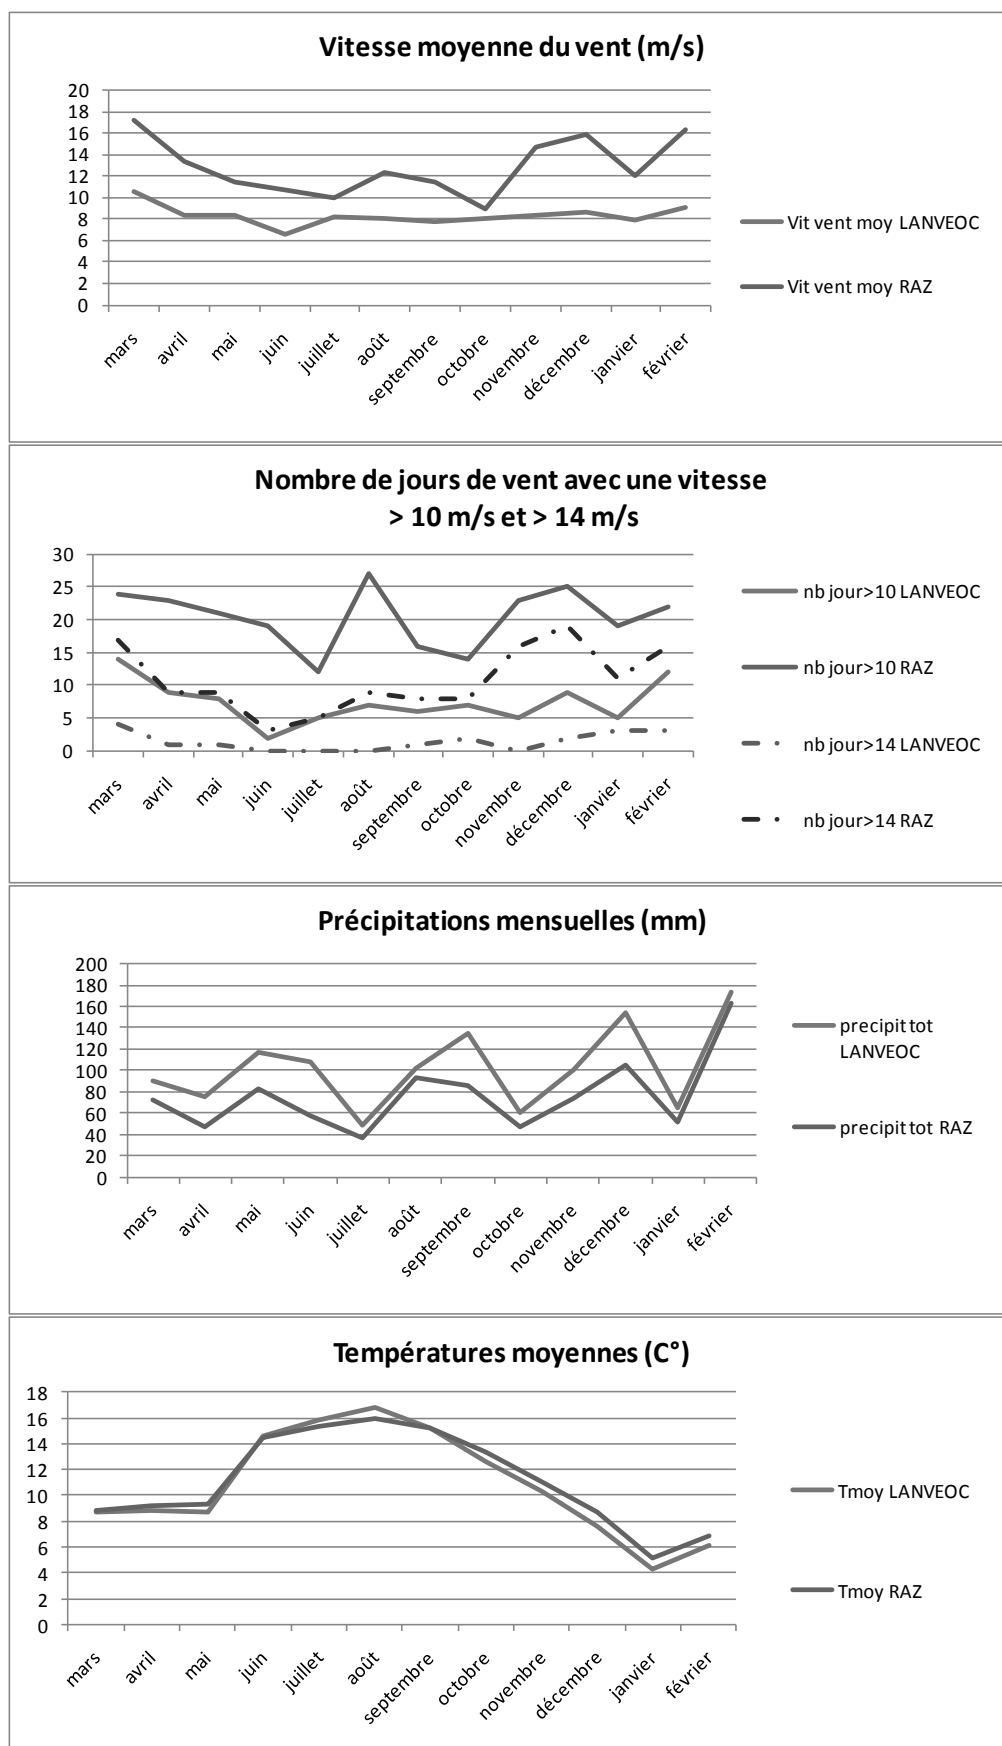 Vitesse moyenne du vent (m/s)
20
18
16
14
12
10
8
6
4
2
0
mars
avril
mai
juin
juillet
août
septembre
octobre
novembre
décembre
janvier
février
Vit vent moy LANVEOC
Vit vent moy RAZ
Nombre de jours de vent avec une vitesse
> 10 m/s et > 14 m/s
30
25
20
15
10
5
0
mars
avril
mai
juin
juillet
août
septembre
octobre
novembre
décembre
janvier
février
nb jour>10 LANVEOC
nb jour>10 RAZ
nb jour>14 LANVEOC
nb jour>14 RAZ
Précipitations mensuelles (mm)
200
180
160
140
120
100
80
60
40
20
0
mars
avril
mai
juin
juillet
août
septembre
octobre
novembre
décembre
janvier
février
precipit tot
LANVEOC
precipit tot RAZ
Températures moyennes (C°)
18
16
14
12
10
8
6
4
2
0
mars
avril
mai
juin
juillet
août
septembre
octobre
novembre
décembre
janvier
février
Tmoy LANVEOC
Tmoy RAZ